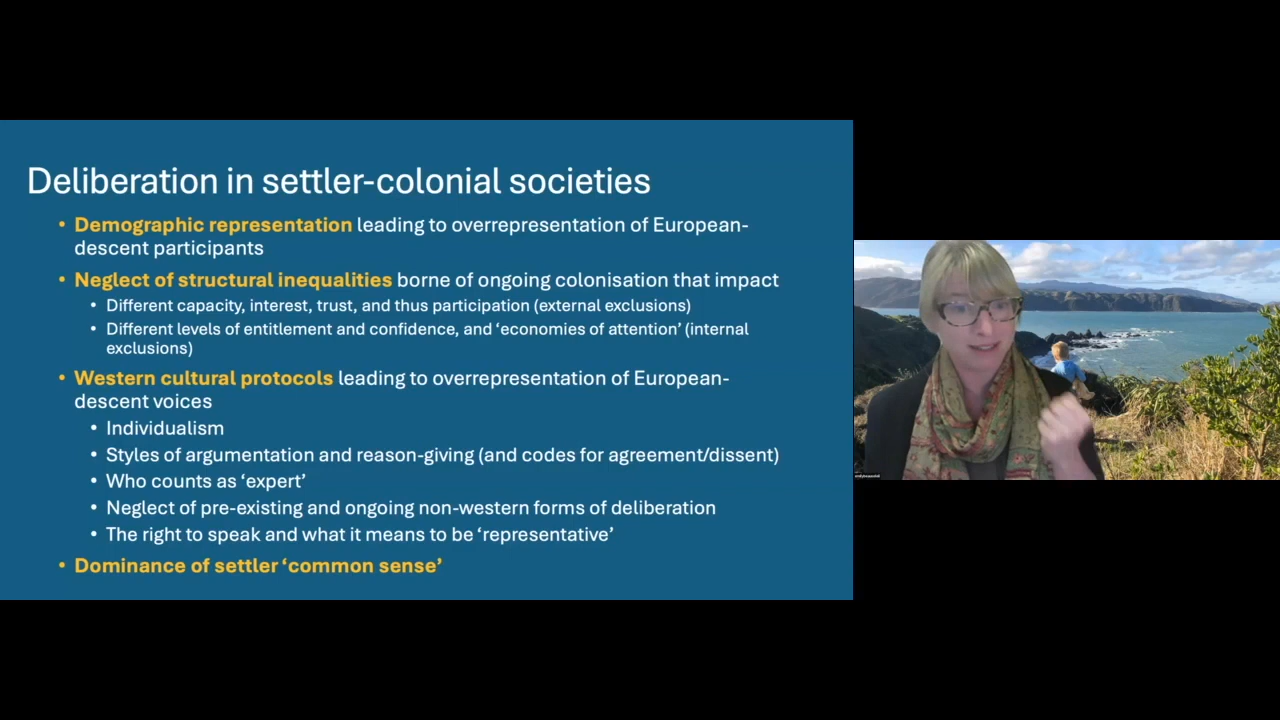 Deliberation in settler-colonial societies
• Demographic representation leading to overrepresentation of European-
descent participants
• Neglect of structural inequalities borne of ongoing colonisation that impact
• Different capacity, interest, trust, and thus participation (external exclusions)
• Different levels of entitlement and confidence, and ‘economies of attention’ (internal
exclusions)
• Western cultural protocols leading to overrepresentation of European-
descent voices
• Individualism
• Styles of argumentation and reason-giving (and codes for agreement/dissent)
• Who counts as ‘expert’
• Neglect of pre-existing and ongoing non-western forms of deliberation
• The right to speak and what it means to be ‘representative’
• Dominance of settler ‘common sense’